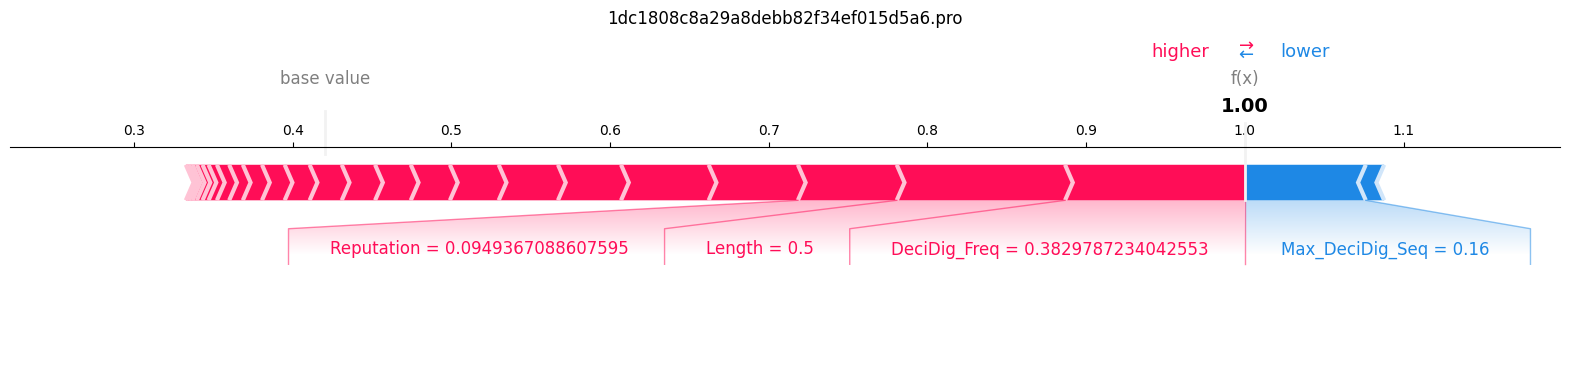 1dc1808c8a29a8debb82f34ef015d5a6.pro
higher ⇄ lower
base value f(x)
1.00
0.3 0.4 0.5 0.6 0.7 0.8 0.9 1.0 1.1
Reputation = 0.0949367088607595 Length = 0.5 DeciDig_Freq = 0.3829787234042553 Max_DeciDig_Seq = 0.16